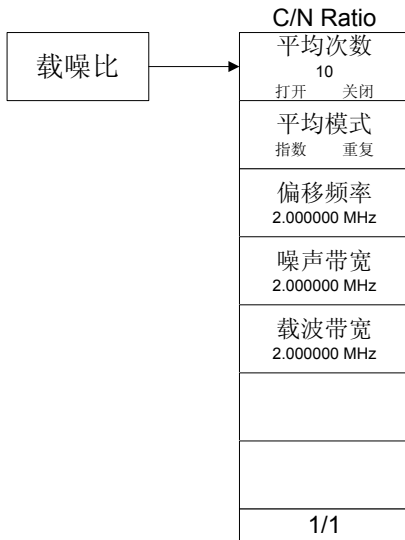 C/N Ratio
载噪比
平均次数
10
打开 关闭
平均模式
指数 重复
偏移频率
2.000000 MHz
噪声带宽
2.000000 MHz
载波带宽
2.000000 MHz
1/1